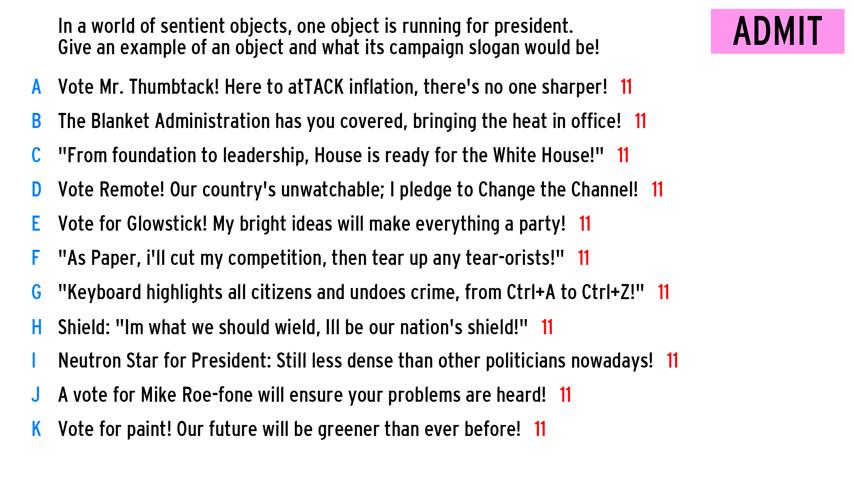 In a world of sentient objects, one object is running for president.
Give an example of an object and what its campaign slogan would be!
ADMIT
A Vote Mr. Thumbtack! Here to atTACK inflation, there's no one sharper! 11
B The Blanket Administration has you covered, bringing the heat in office! 11
C "From foundation to leadership, House is ready for the White House!" 11
D Vote Remote! Our country's unwatchable; I pledge to Change the Channel! 11
E Vote for Glowstick! My bright ideas will make everything a party! 11
F "As Paper, i'll cut my competition, then tear up any tear-orists!" 11
G "Keyboard highlights all citizens and undoes crime, from Ctrl+A to Ctrl+Z!" 11
H Shield: "Im what we should wield, Ill be our nation's shield!" 11
I Neutron Star for President: Still less dense than other politicians nowadays! 11
J A vote for Mike Roe-fone will ensure your problems are heard! 11
K Vote for paint! Our future will be greener than ever before! 11